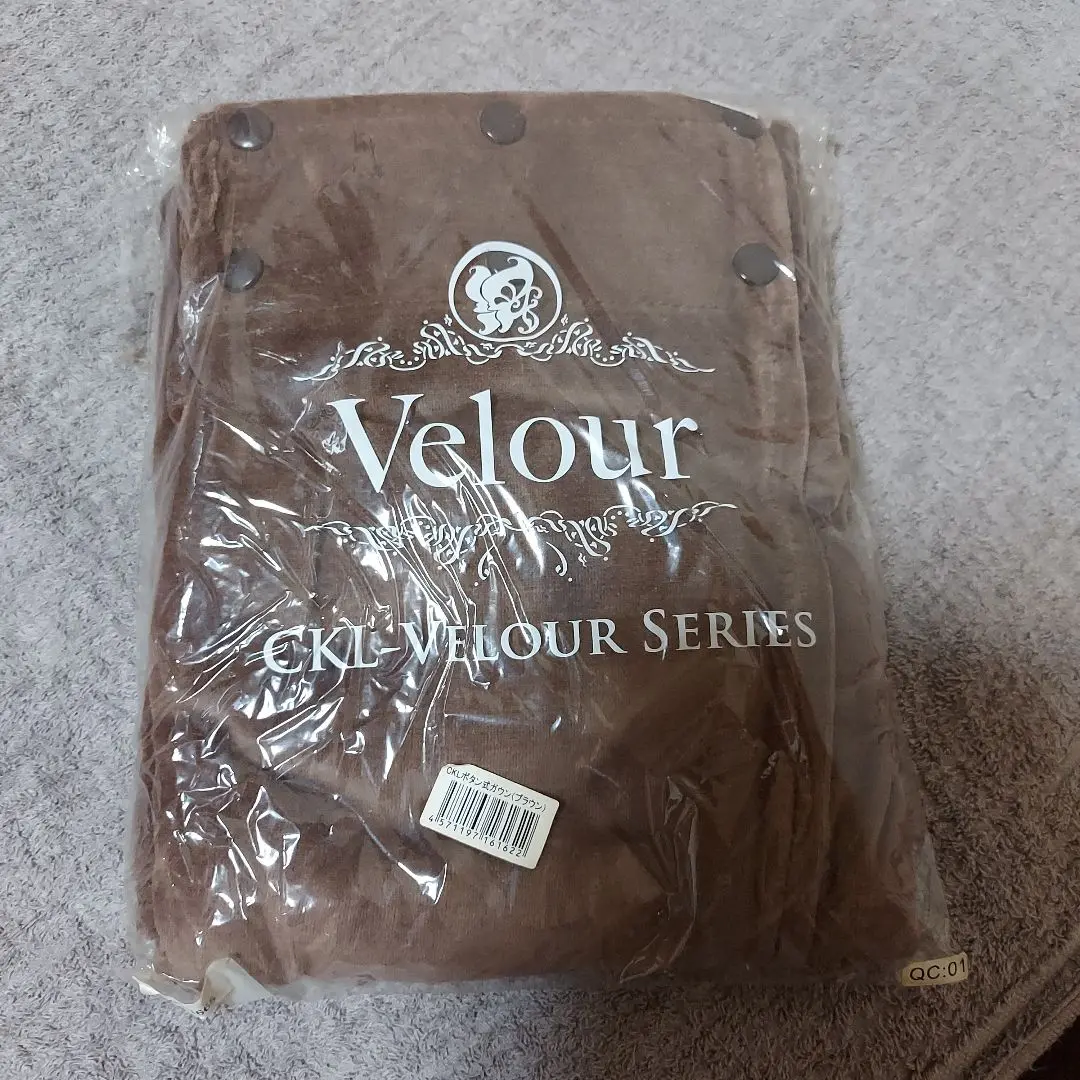 Velour
CKL-VELOUR SERIES
CKLボタン式ガウン(ブラウン)
4571197161622
QC:01